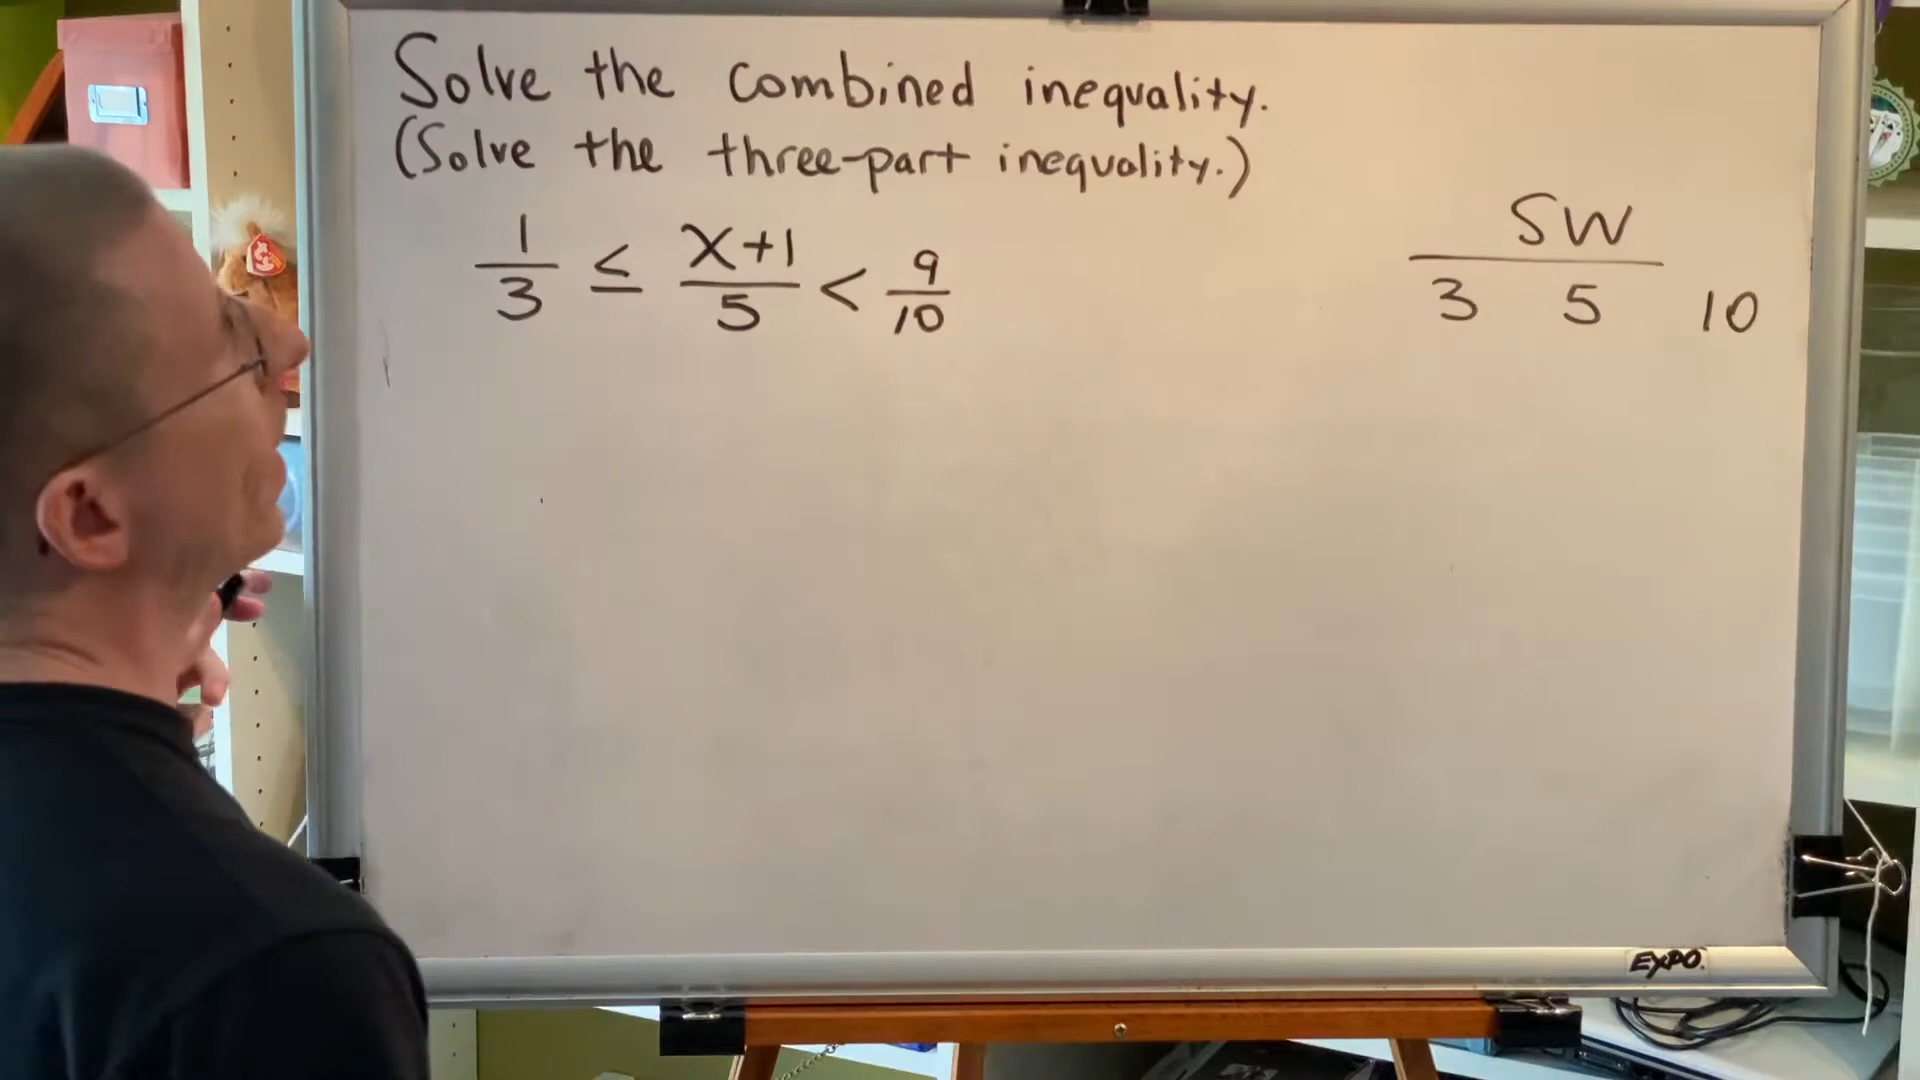 Solve the combined inequality.
(Solve the three-part inequality.)
1/3 ≤ (x+1)/5 < 9/10
SW
3 5 10
EXPO.